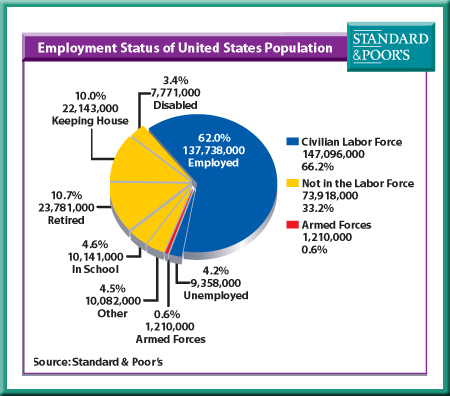 Employment Status of United States Population
STANDARD
&POOR'S
3.4%
7,771,000
Disabled
10.0%
22,143,000
Keeping House
62.0%
137,738,000
Employed
10.7%
23,781,000
Retired
4.6%
10,141,000
In School
4.5%
10,082,000
Other
0.6%
1,210,000
Armed Forces
4.2%
9,358,000
Unemployed
Civilian Labor Force
147,096,000
66.2%
Not in the Labor Force
73,918,000
33.2%
Armed Forces
1,210,000
0.6%
Source: Standard & Poor's